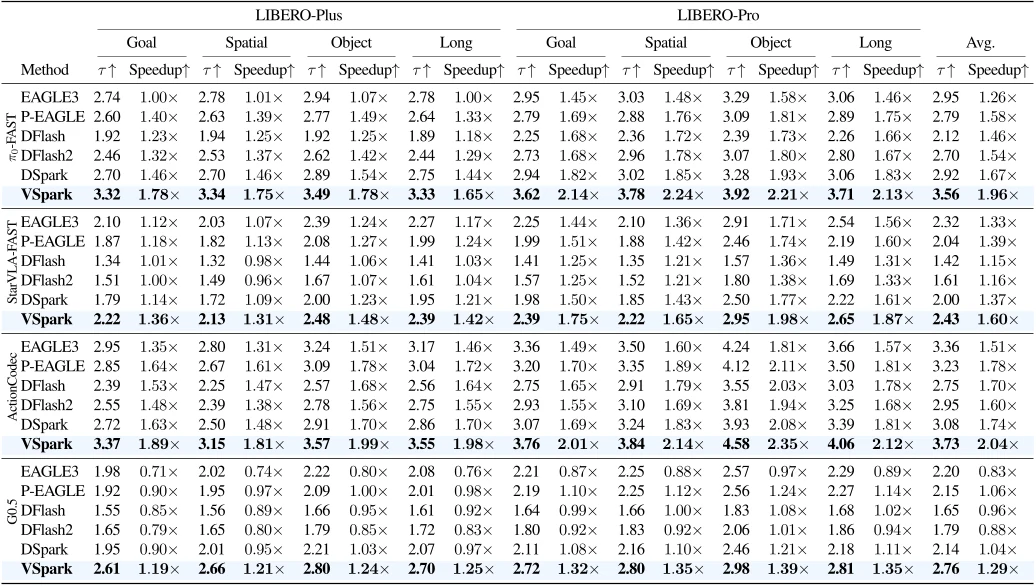 LIBERO-Plus LIBERO-Pro
Goal Spatial Object Long Goal Spatial Object Long Avg.
Method τ↑ Speedup↑ τ↑ Speedup↑ τ↑ Speedup↑ τ↑ Speedup↑ τ↑ Speedup↑ τ↑ Speedup↑ τ↑ Speedup↑ τ↑ Speedup↑ τ↑ Speedup↑
π₀-FAST
EAGLE3 2.74 1.00× 2.78 1.01× 2.94 1.07× 2.78 1.00× 2.95 1.45× 3.03 1.48× 3.29 1.58× 3.06 1.46× 2.95 1.26×
P-EAGLE 2.60 1.40× 2.63 1.39× 2.77 1.49× 2.64 1.33× 2.79 1.69× 2.88 1.76× 3.09 1.81× 2.89 1.75× 2.79 1.58×
DFlash 1.92 1.23× 1.94 1.25× 1.92 1.25× 1.89 1.18× 2.25 1.68× 2.36 1.72× 2.39 1.73× 2.26 1.66× 2.12 1.46×
DFlash2 2.46 1.32× 2.53 1.37× 2.62 1.42× 2.44 1.29× 2.73 1.68× 2.96 1.78× 3.07 1.80× 2.80 1.67× 2.70 1.54×
DSpark 2.70 1.46× 2.70 1.46× 2.89 1.54× 2.75 1.44× 2.94 1.82× 3.02 1.85× 3.28 1.93× 3.06 1.83× 2.92 1.67×
VSpark 3.32 1.78× 3.34 1.75× 3.49 1.78× 3.33 1.65× 3.62 2.14× 3.78 2.24× 3.92 2.21× 3.71 2.13× 3.56 1.96×
StarVLA-FAST
EAGLE3 2.10 1.12× 2.03 1.07× 2.39 1.24× 2.27 1.17× 2.25 1.44× 2.10 1.36× 2.91 1.71× 2.54 1.56× 2.32 1.33×
P-EAGLE 1.87 1.18× 1.82 1.13× 2.08 1.27× 1.99 1.24× 1.99 1.51× 1.88 1.42× 2.46 1.74× 2.19 1.60× 2.04 1.39×
DFlash 1.34 1.01× 1.32 0.98× 1.44 1.06× 1.41 1.03× 1.41 1.25× 1.35 1.21× 1.57 1.36× 1.49 1.31× 1.42 1.15×
DFlash2 1.51 1.00× 1.49 0.96× 1.67 1.07× 1.61 1.04× 1.57 1.25× 1.52 1.21× 1.80 1.38× 1.69 1.33× 1.61 1.16×
DSpark 1.79 1.14× 1.72 1.09× 2.00 1.23× 1.95 1.21× 1.98 1.50× 1.85 1.43× 2.50 1.77× 2.22 1.61× 2.00 1.37×
VSpark 2.22 1.36× 2.13 1.31× 2.48 1.48× 2.39 1.42× 2.39 1.75× 2.22 1.65× 2.95 1.98× 2.65 1.87× 2.43 1.60×
ActionCodec
EAGLE3 2.95 1.35× 2.80 1.31× 3.24 1.51× 3.17 1.46× 3.36 1.49× 3.50 1.60× 4.24 1.81× 3.66 1.57× 3.36 1.51×
P-EAGLE 2.85 1.64× 2.67 1.61× 3.09 1.78× 3.04 1.72× 3.20 1.70× 3.35 1.89× 4.12 2.11× 3.50 1.81× 3.23 1.78×
DFlash 2.39 1.53× 2.25 1.47× 2.57 1.68× 2.56 1.64× 2.75 1.65× 2.91 1.79× 3.55 2.03× 3.03 1.78× 2.75 1.70×
DFlash2 2.55 1.48× 2.39 1.38× 2.78 1.56× 2.75 1.55× 2.93 1.55× 3.10 1.69× 3.81 1.94× 3.25 1.68× 2.95 1.60×
DSpark 2.72 1.63× 2.50 1.48× 2.91 1.70× 2.86 1.70× 3.07 1.69× 3.24 1.83× 3.93 2.08× 3.39 1.81× 3.08 1.74×
VSpark 3.37 1.89× 3.15 1.81× 3.57 1.99× 3.55 1.98× 3.76 2.01× 3.84 2.14× 4.58 2.35× 4.06 2.12× 3.73 2.04×
G0.5
EAGLE3 1.98 0.71× 2.02 0.74× 2.22 0.80× 2.08 0.76× 2.21 0.87× 2.25 0.88× 2.57 0.97× 2.29 0.89× 2.20 0.83×
P-EAGLE 1.92 0.90× 1.95 0.97× 2.09 1.00× 2.01 0.98× 2.19 1.10× 2.25 1.12× 2.56 1.24× 2.27 1.14× 2.15 1.06×
DFlash 1.55 0.85× 1.56 0.89× 1.66 0.95× 1.61 0.92× 1.64 0.99× 1.66 1.00× 1.83 1.08× 1.68 1.02× 1.65 0.96×
DFlash2 1.65 0.79× 1.65 0.80× 1.79 0.85× 1.72 0.83× 1.80 0.92× 1.83 0.92× 2.06 1.01× 1.86 0.94× 1.79 0.88×
DSpark 1.95 0.90× 2.01 0.95× 2.21 1.03× 2.07 0.97× 2.11 1.08× 2.16 1.10× 2.46 1.21× 2.18 1.11× 2.14 1.04×
VSpark 2.61 1.19× 2.66 1.21× 2.80 1.24× 2.70 1.25× 2.72 1.32× 2.80 1.35× 2.98 1.39× 2.81 1.35× 2.76 1.29×